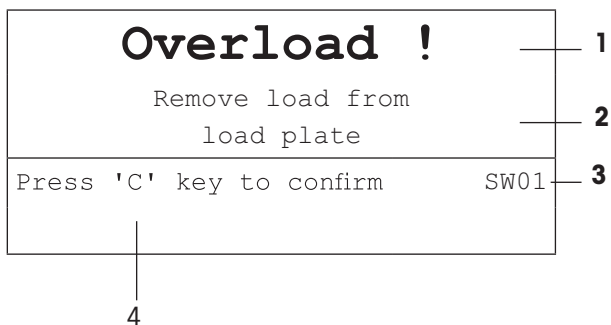 Overload !
1
Remove load from
2
load plate
Press 'C' key to confirm SW01
3
4